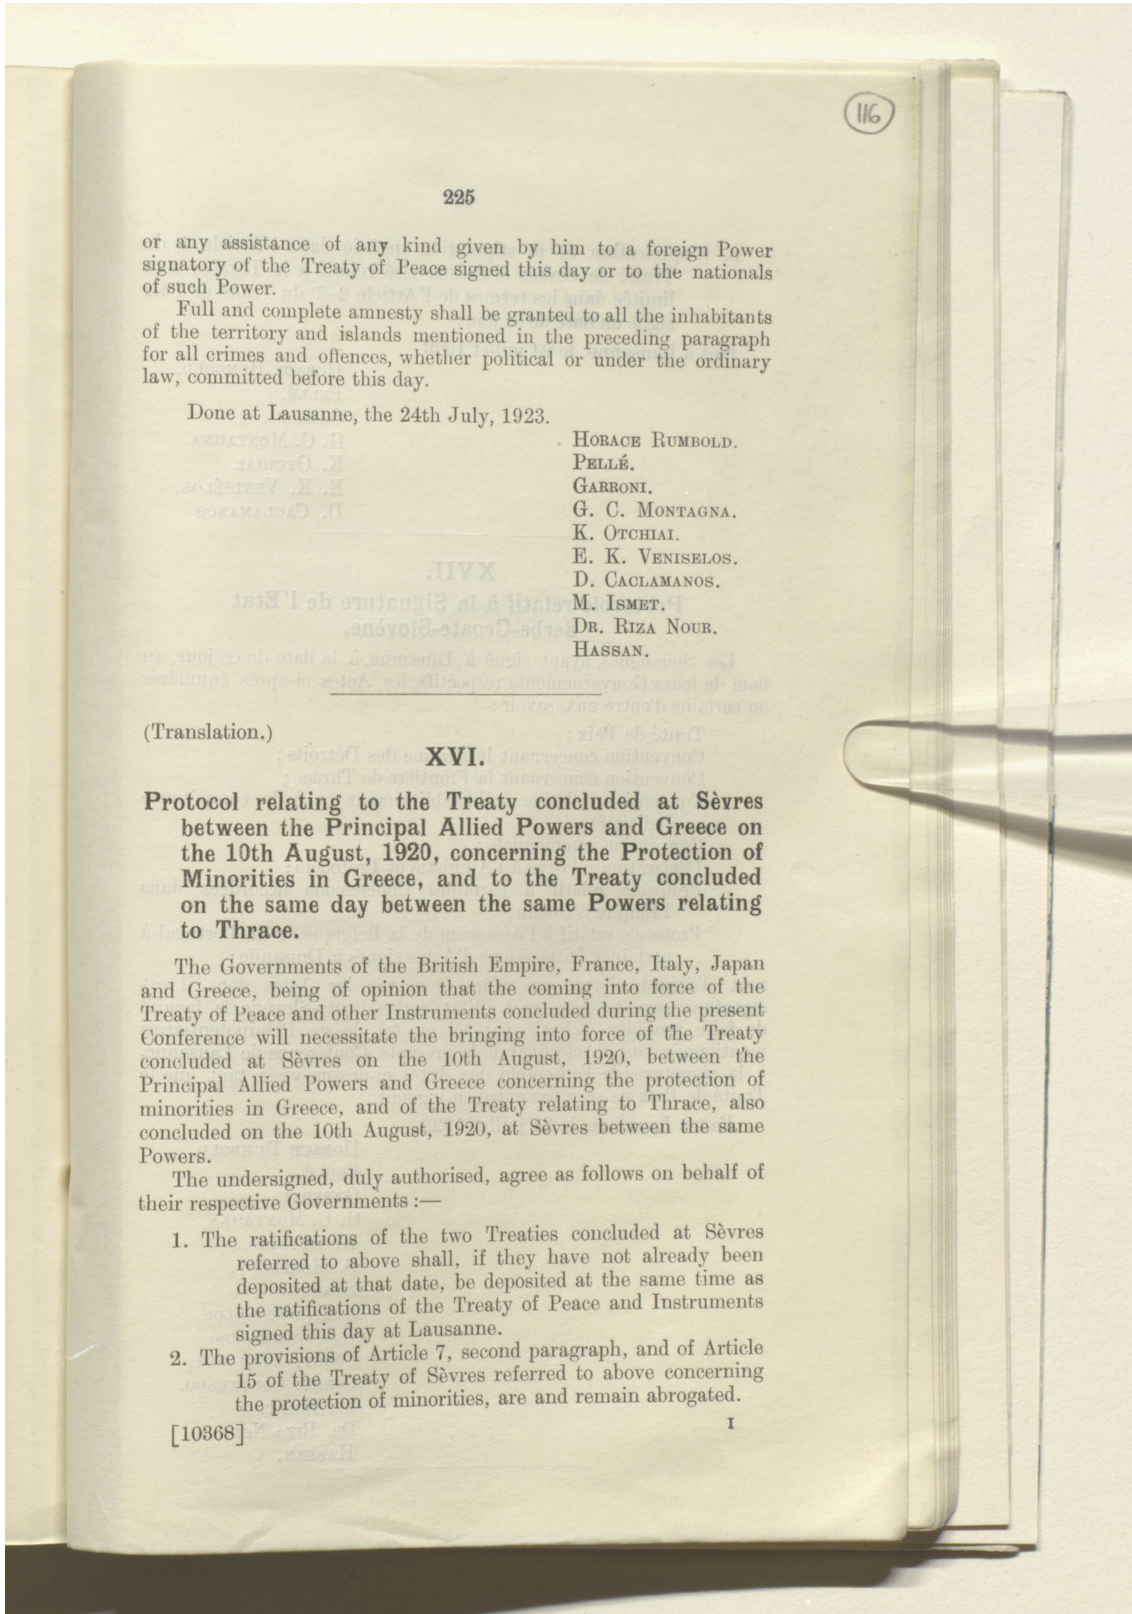 116
225
or any assistance of any kind given by him to a foreign Power
signatory of the Treaty of Peace signed this day or to the nationals
of such Power.
Full and complete amnesty shall be granted to all the inhabitants
of the territory and islands mentioned in the preceding paragraph
for all crimes and offences, whether political or under the ordinary
law, committed before this day.
Done at Lausanne, the 24th July, 1923.
HORACE RUMBOLD.
PELLÉ.
GARRONI.
G. C. MONTAGNA.
K. OTCHIAI.
E. K. VENISELOS.
D. CACLAMANOS.
M. ISMET.
DR. RIZA NOUR.
HASSAN.
(Translation.)
XVI.
Protocol relating to the Treaty concluded at Sèvres
between the Principal Allied Powers and Greece on
the 10th August, 1920, concerning the Protection of
Minorities in Greece, and to the Treaty concluded
on the same day between the same Powers relating
to Thrace.
The Governments of the British Empire, France, Italy, Japan
and Greece, being of opinion that the coming into force of the
Treaty of Peace and other Instruments concluded during the present
Conference will necessitate the bringing into force of the Treaty
concluded at Sèvres on the 10th August, 1920, between the
Principal Allied Powers and Greece concerning the protection of
minorities in Greece, and of the Treaty relating to Thrace, also
concluded on the 10th August, 1920, at Sèvres between the same
Powers.
The undersigned, duly authorised, agree as follows on behalf of
their respective Governments :—
1. The ratifications of the two Treaties concluded at Sèvres
referred to above shall, if they have not already been
deposited at that date, be deposited at the same time as
the ratifications of the Treaty of Peace and Instruments
signed this day at Lausanne.
2. The provisions of Article 7, second paragraph, and of Article
15 of the Treaty of Sèvres referred to above concerning
the protection of minorities, are and remain abrogated.
[10368] I